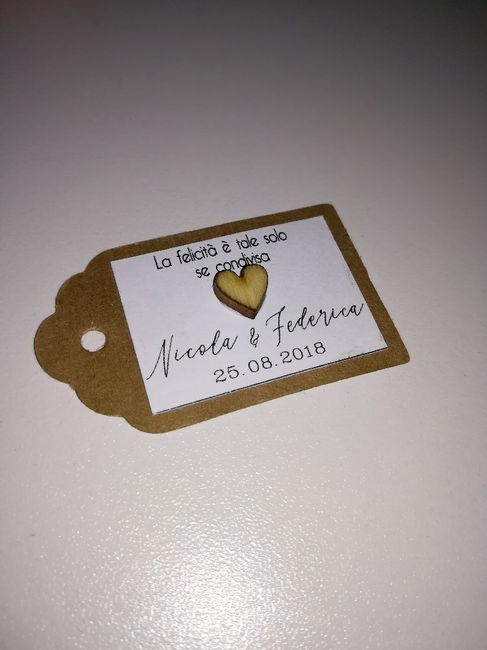 La felicità è tale solo
se condivisa
Nicola & Federica
25.08.2018